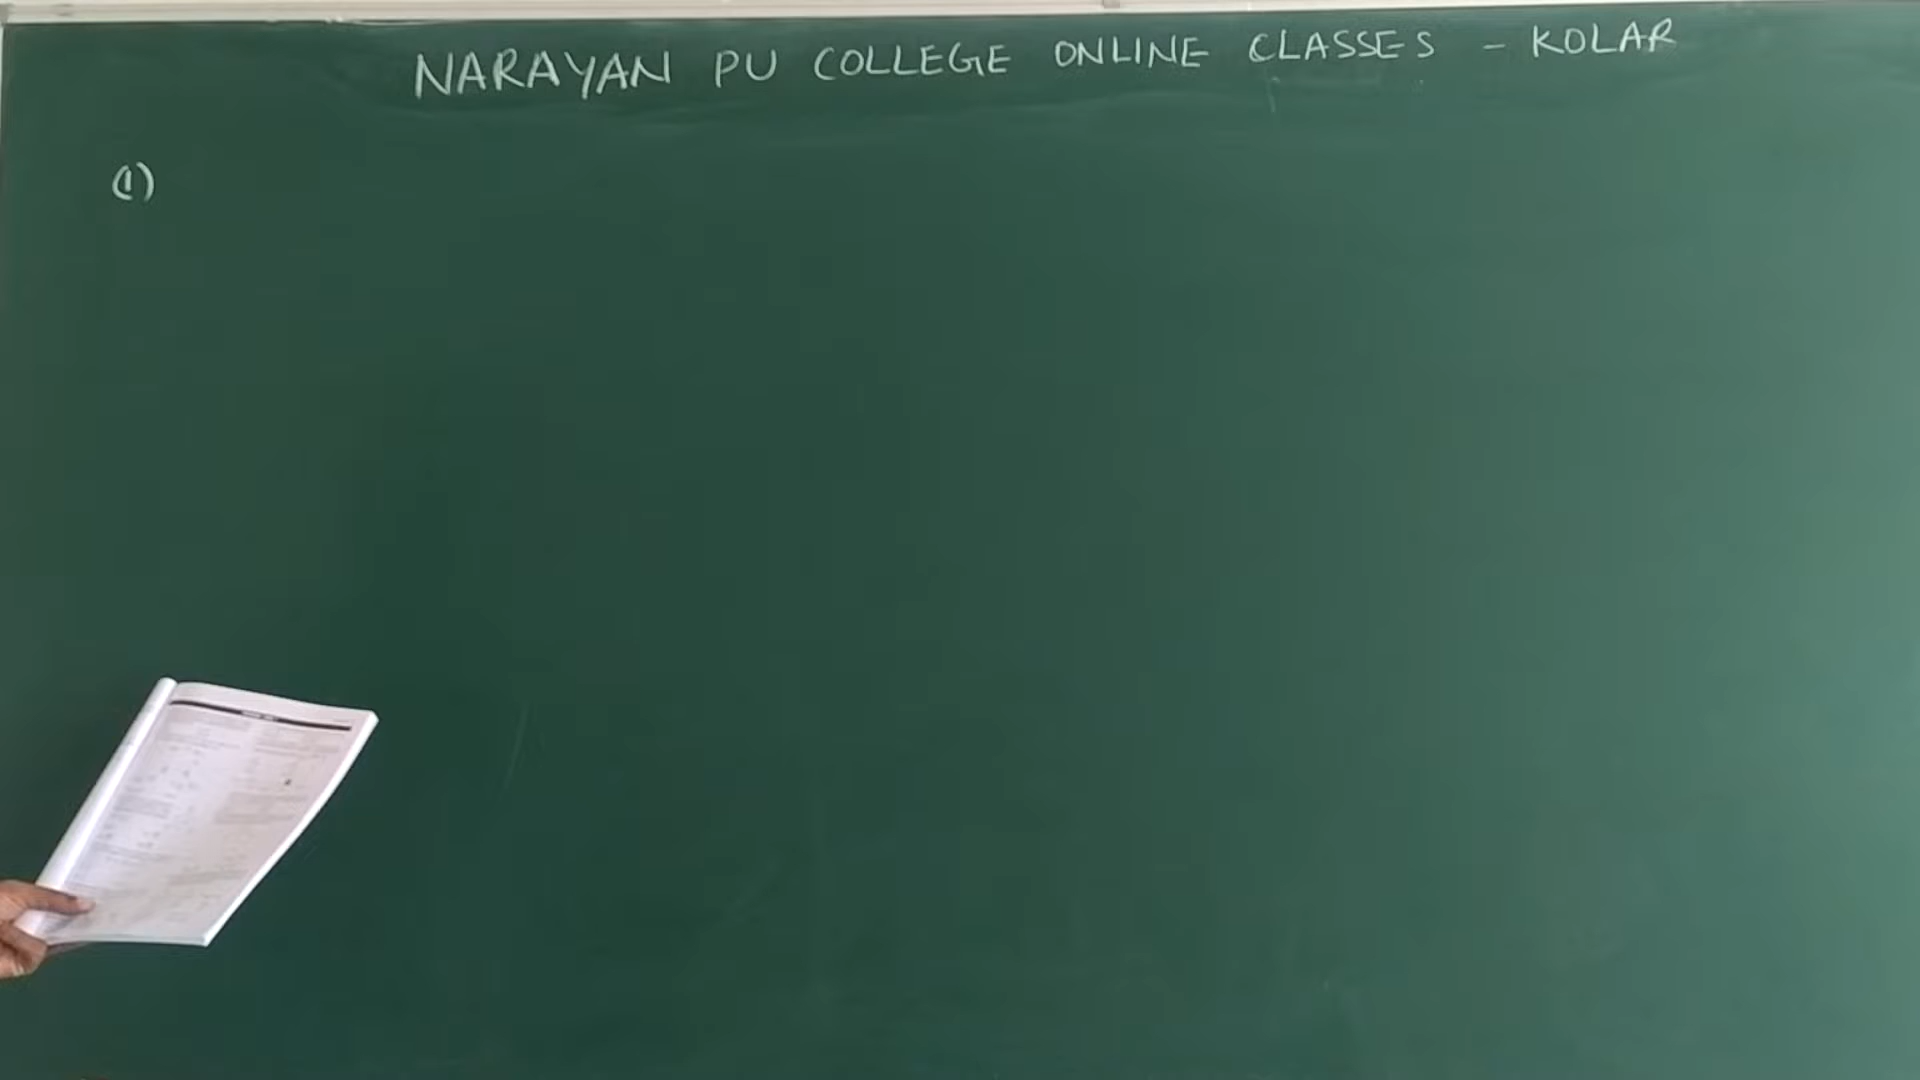 NARAYAN PU COLLEGE ONLINE CLASSES - KOLAR
(1)